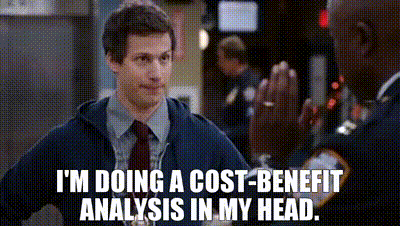 I'M DOING A COST-BENEFIT
ANALYSIS IN MY HEAD.